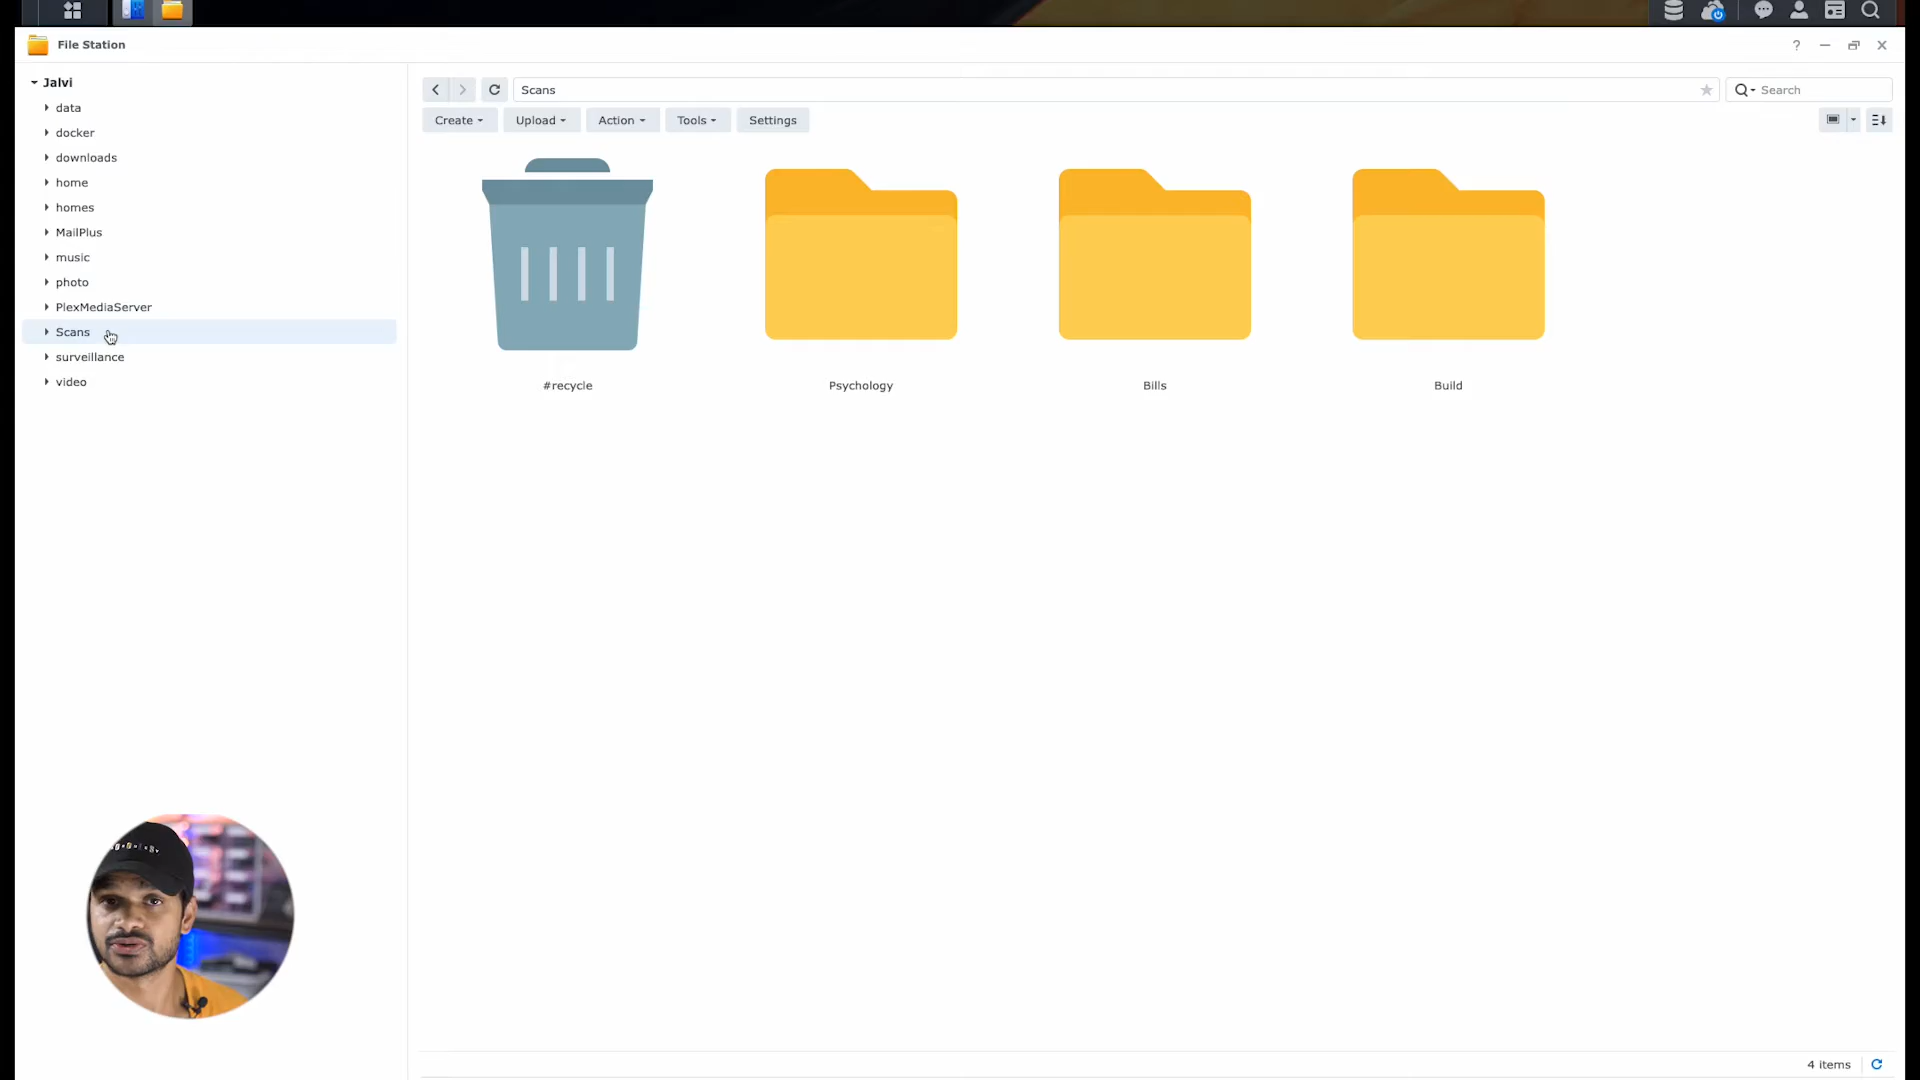 File Station
?
Jalvi
data
docker
downloads
home
homes
MailPlus
music
photo
PlexMediaServer
Scans
surveillance
video
Scans
Search
Create
Upload
Action
Tools
Settings
#recycle
Psychology
Bills
Build
4 items